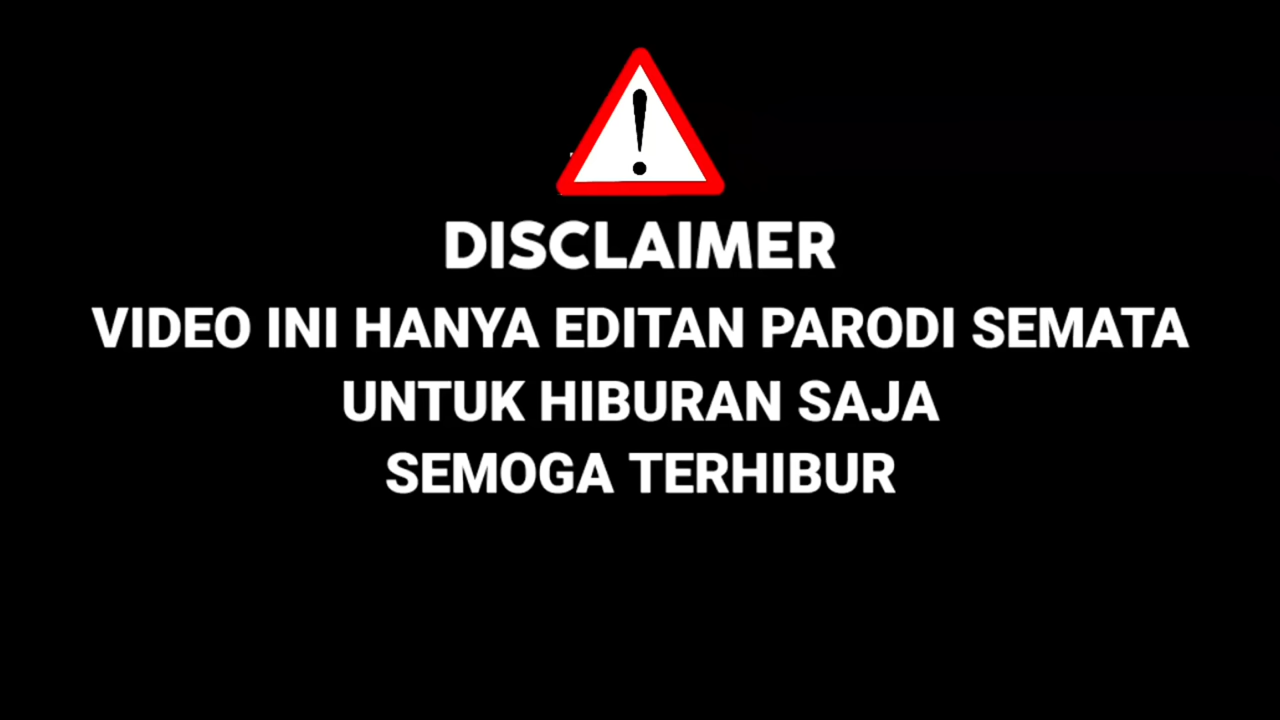 DISCLAIMER
VIDEO INI HANYA EDITAN PARODI SEMATA
UNTUK HIBURAN SAJA
SEMOGA TERHIBUR